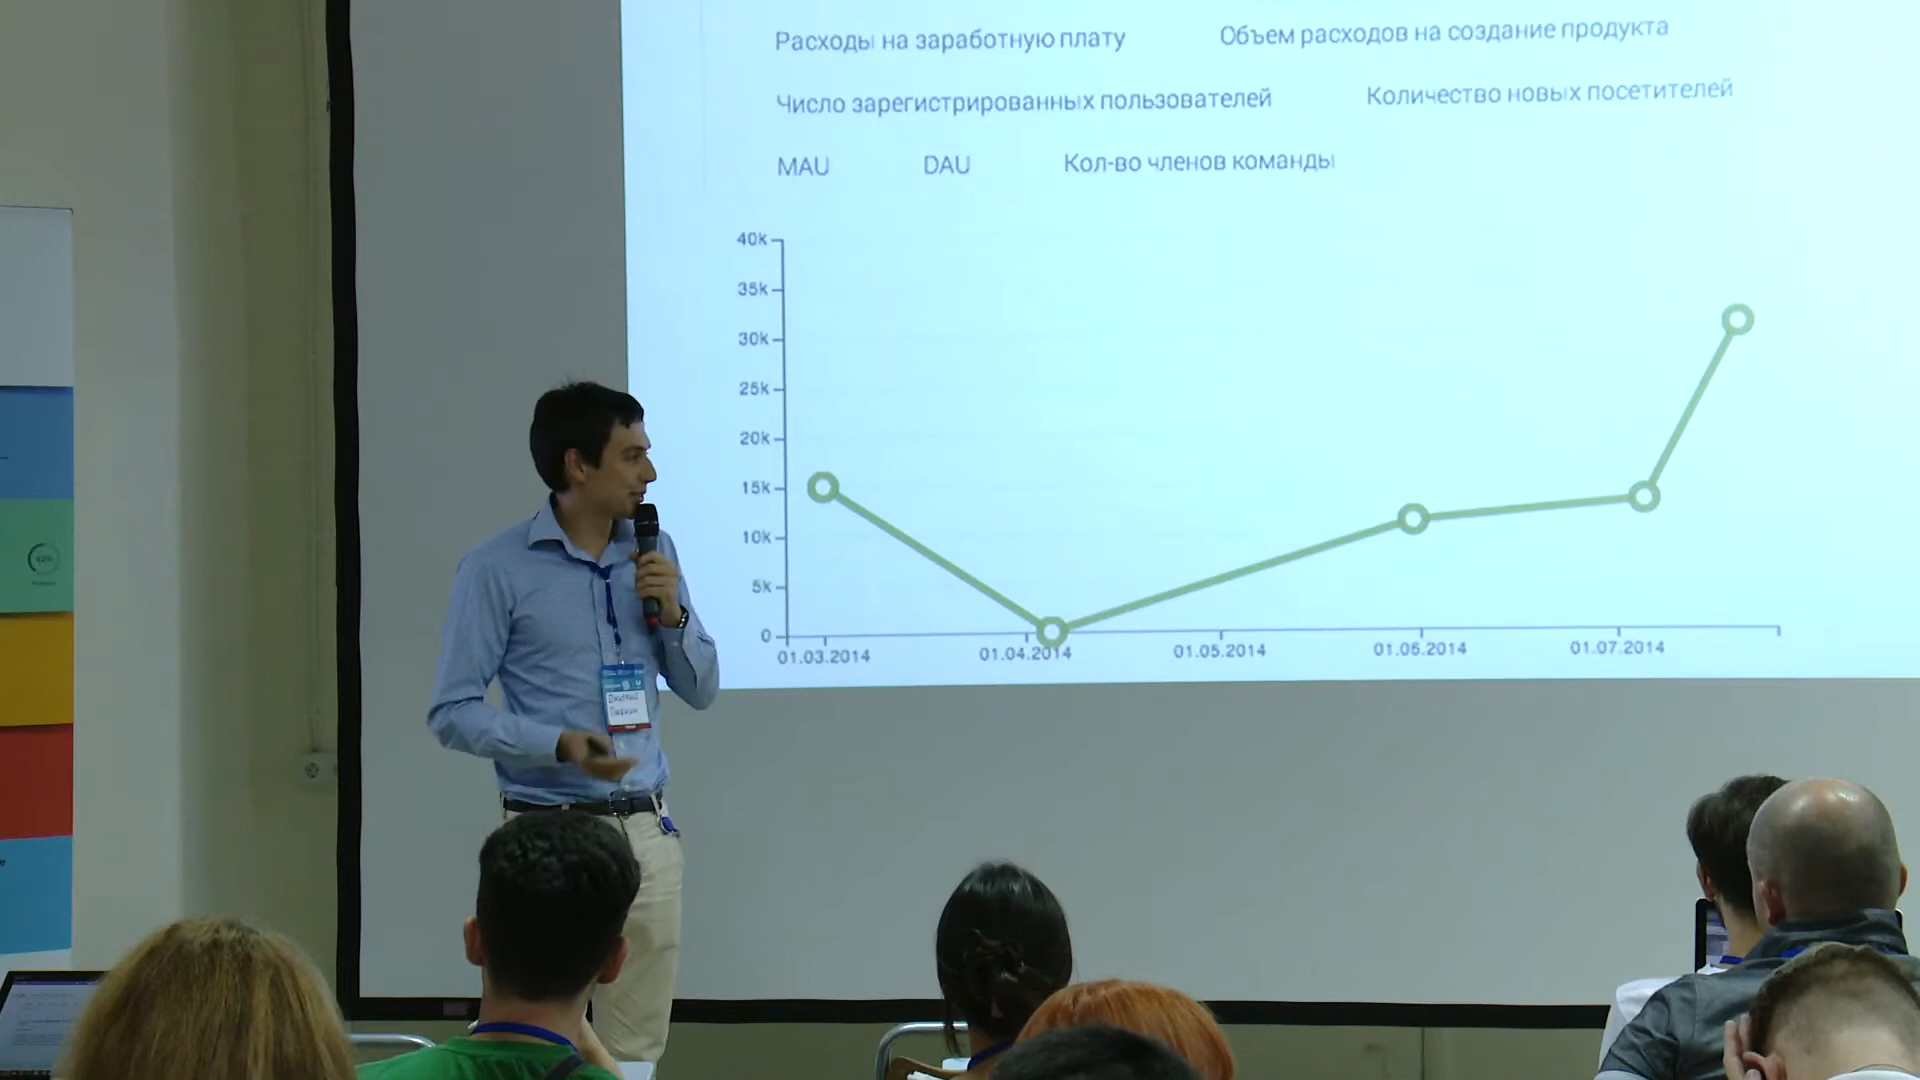 Расходы на заработную плату Объем расходов на создание продукта
Число зарегистрированных пользователей Количество новых посетителей
MAU DAU Кол-во членов команды
40k
35k
30k
25k
20k
15k
10k
5k
0
01.03.2014 01.04.2014 01.05.2014 01.06.2014 01.07.2014
Дмитрий